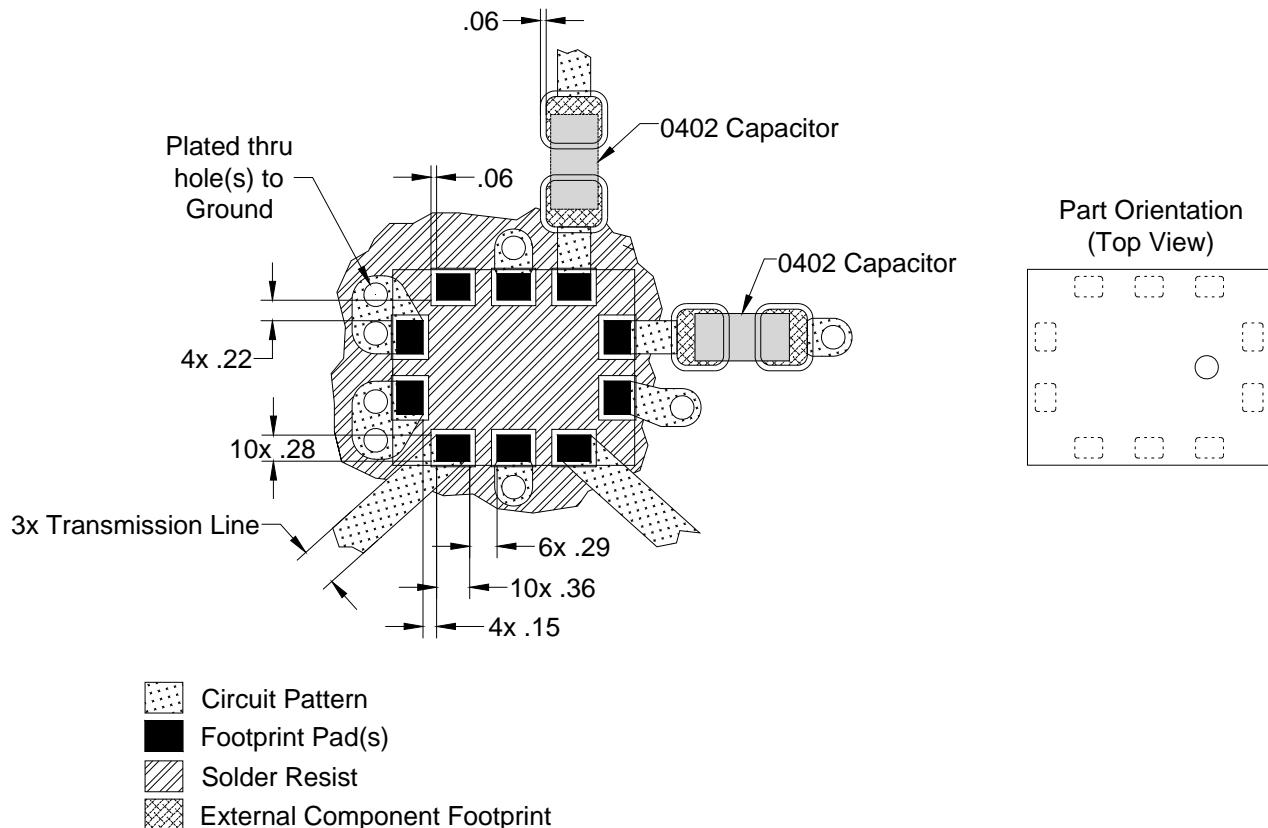 .06
0402 Capacitor
Plated thru
hole(s) to
Ground
.06
Part Orientation
(Top View)
0402 Capacitor
4x .22
10x .28
3x Transmission Line
6x .29
10x .36
4x .15
Circuit Pattern
Footprint Pad(s)
Solder Resist
External Component Footprint